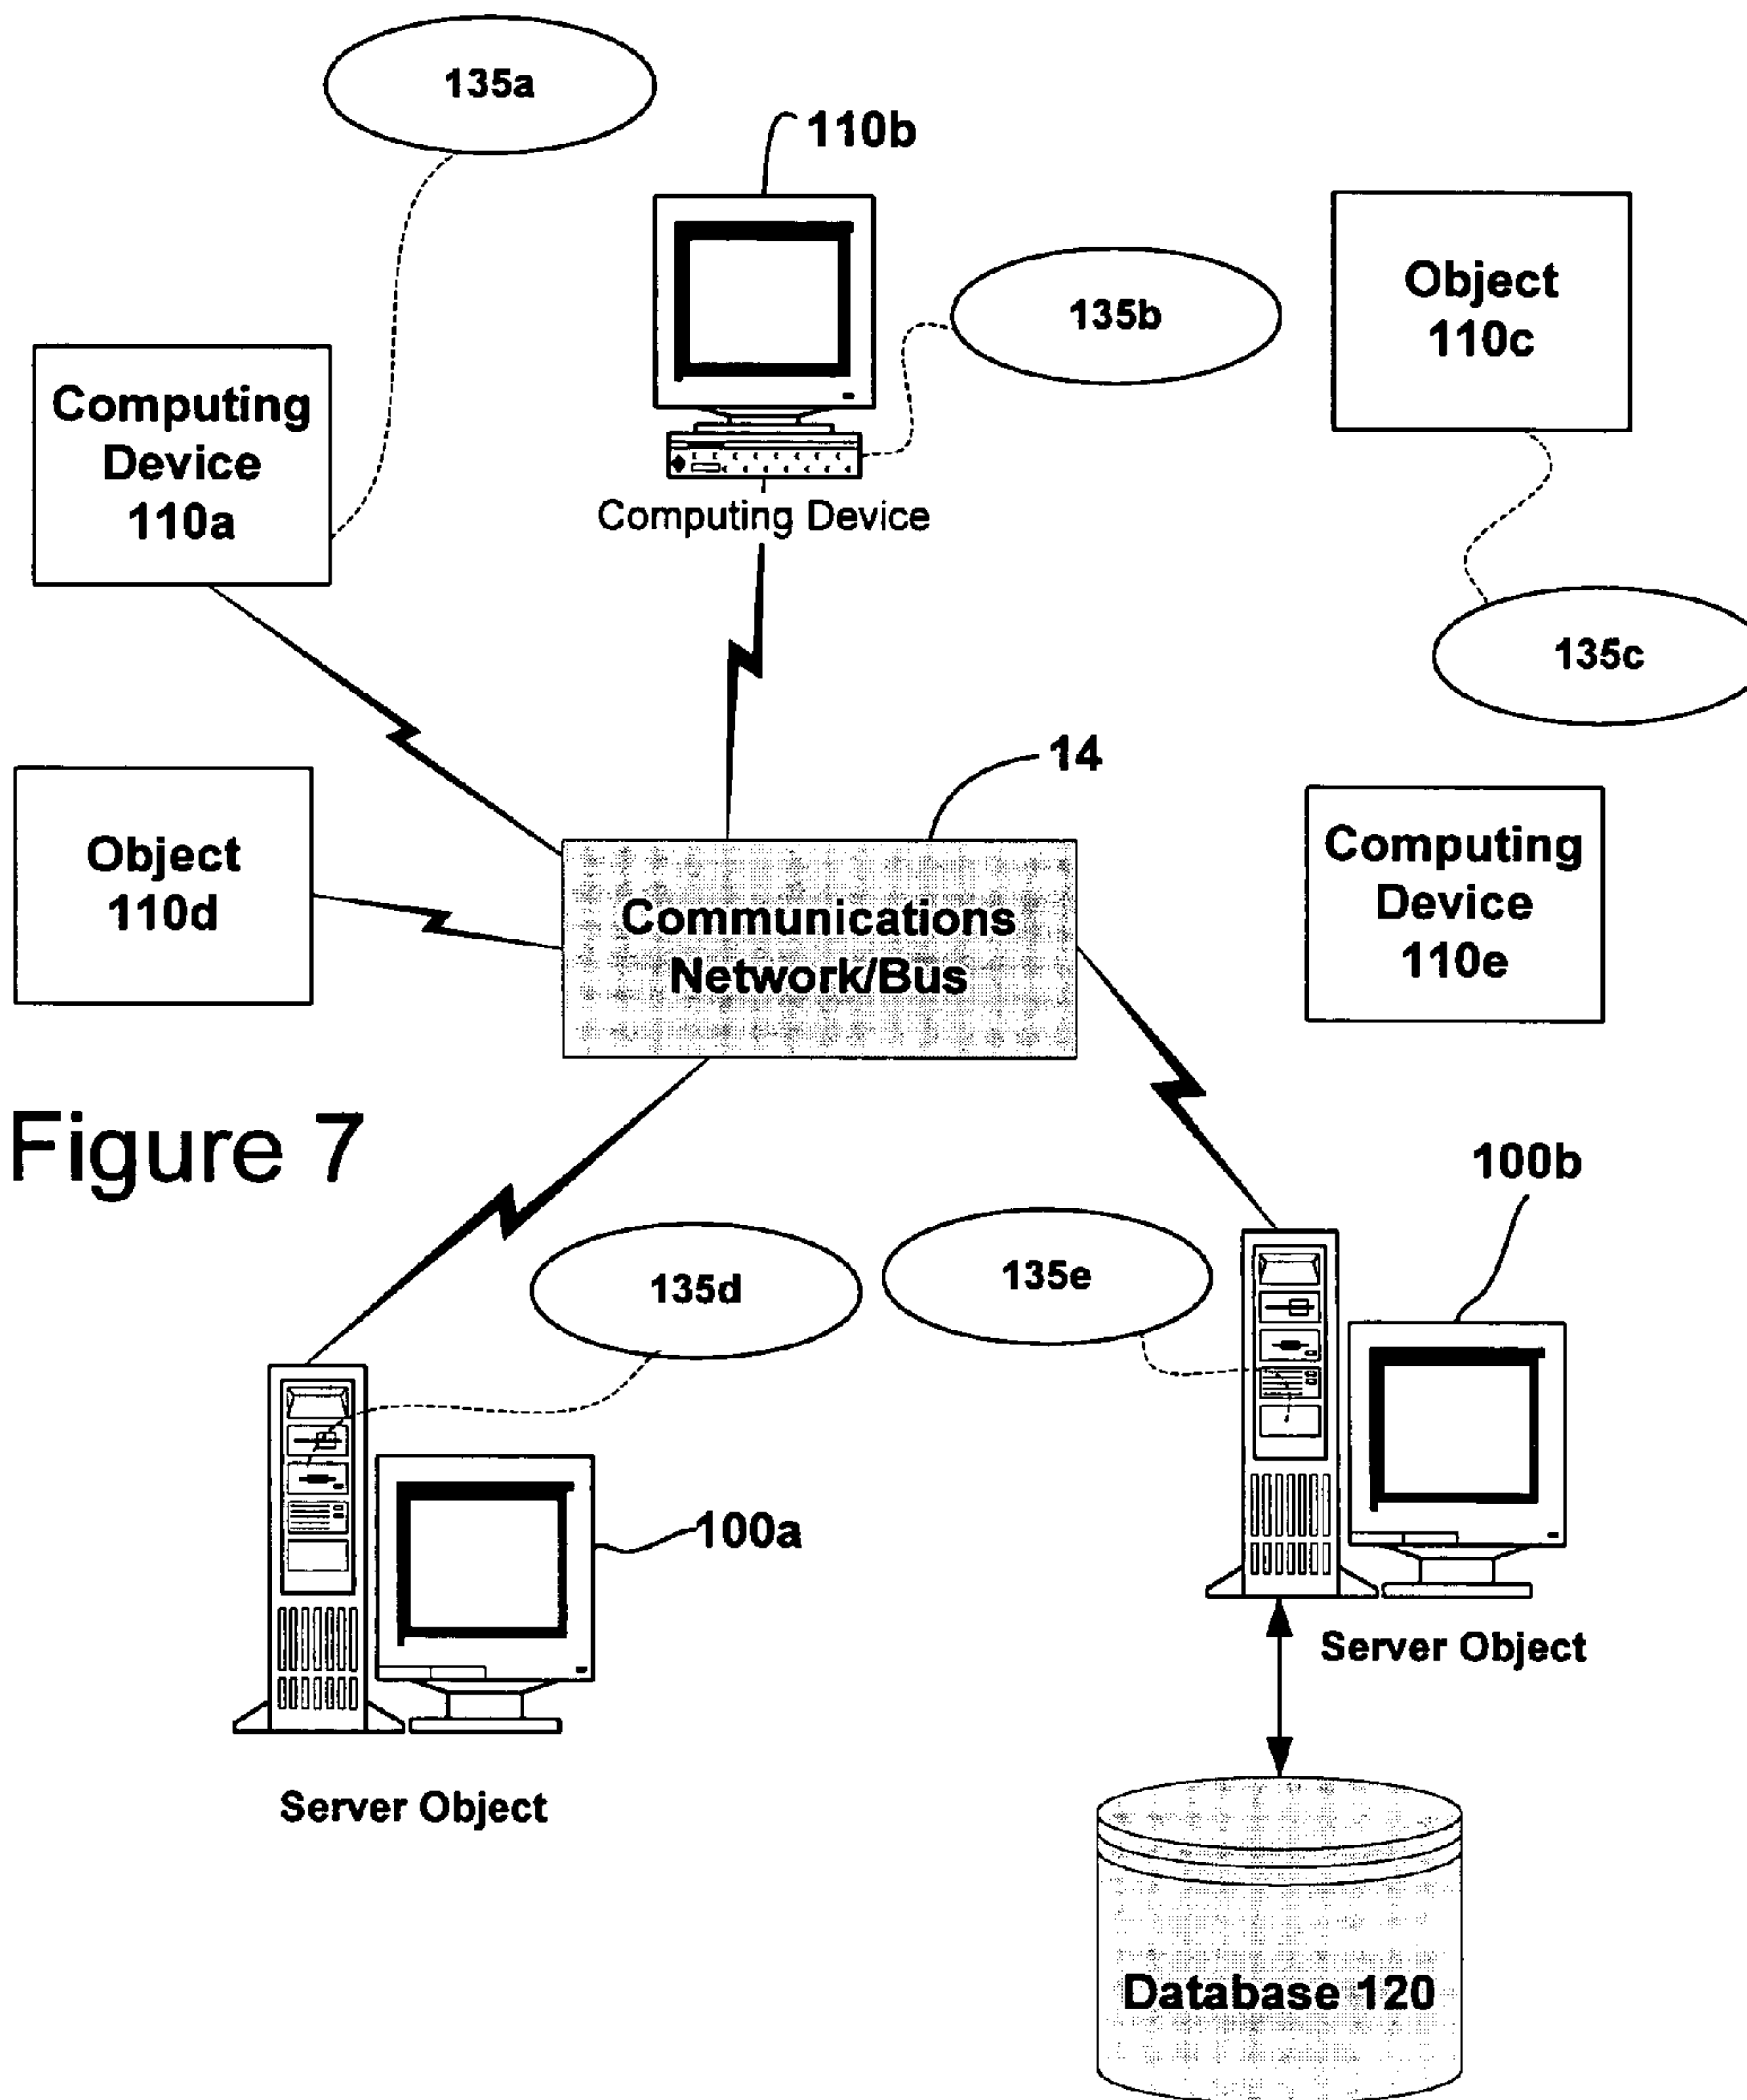 135a
110b
135b
Object
110c
Computing
Device
110a
Computing Device
135c
14
Object
110d
Communications
Network/Bus
Computing
Device
110e
Figure 7
100b
135d
135e
100a
Server Object
Server Object
Database 120